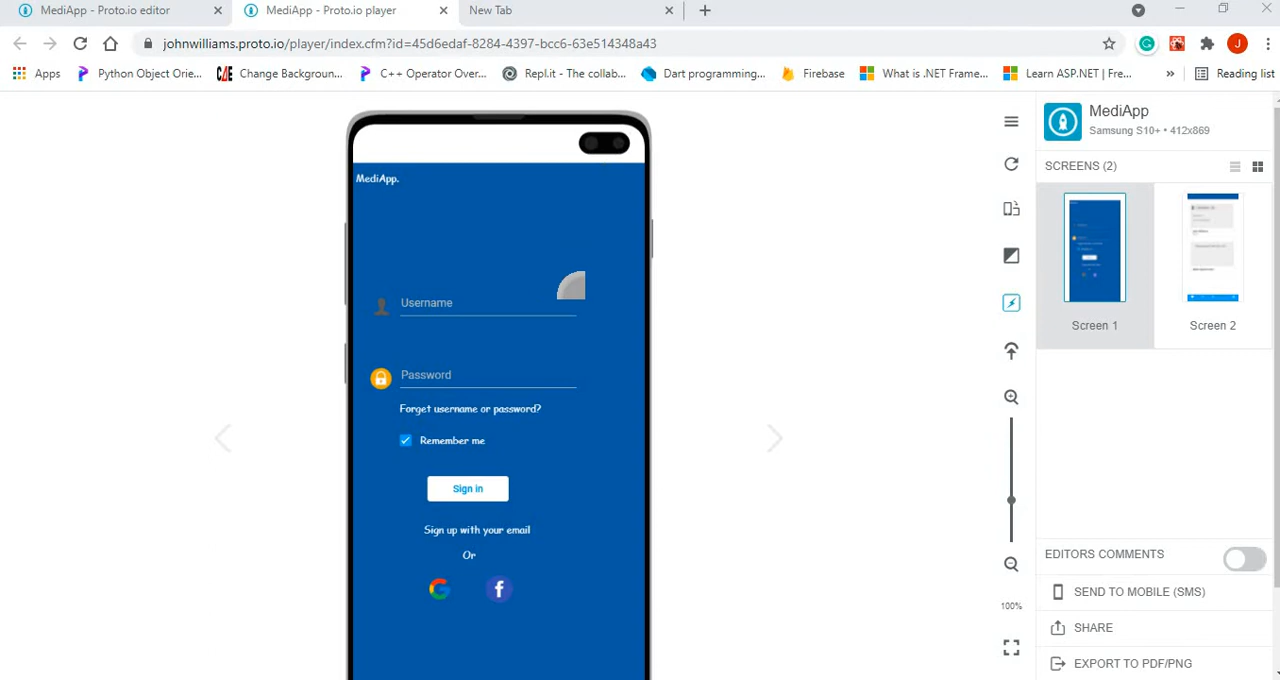 MediApp - Proto.io editor
MediApp - Proto.io player
New Tab
johnwilliams.proto.io/player/index.cfm?id=45d6edaf-8284-4397-bcc6-63e514348a43
J
Apps
Python Object Orie...
Change Backgroun...
C++ Operator Over...
Repl.it - The collab...
Dart programming...
Firebase
What is .NET Frame...
Learn ASP.NET | Fre...
»
Reading list
MediApp.
Username
Password
Forget username or password?
Remember me
Sign in
Sign up with your email
Or
100%
MediApp
Samsung S10+ • 412x869
SCREENS (2)
Screen 1
Screen 2
EDITORS COMMENTS
SEND TO MOBILE (SMS)
SHARE
EXPORT TO PDF/PNG